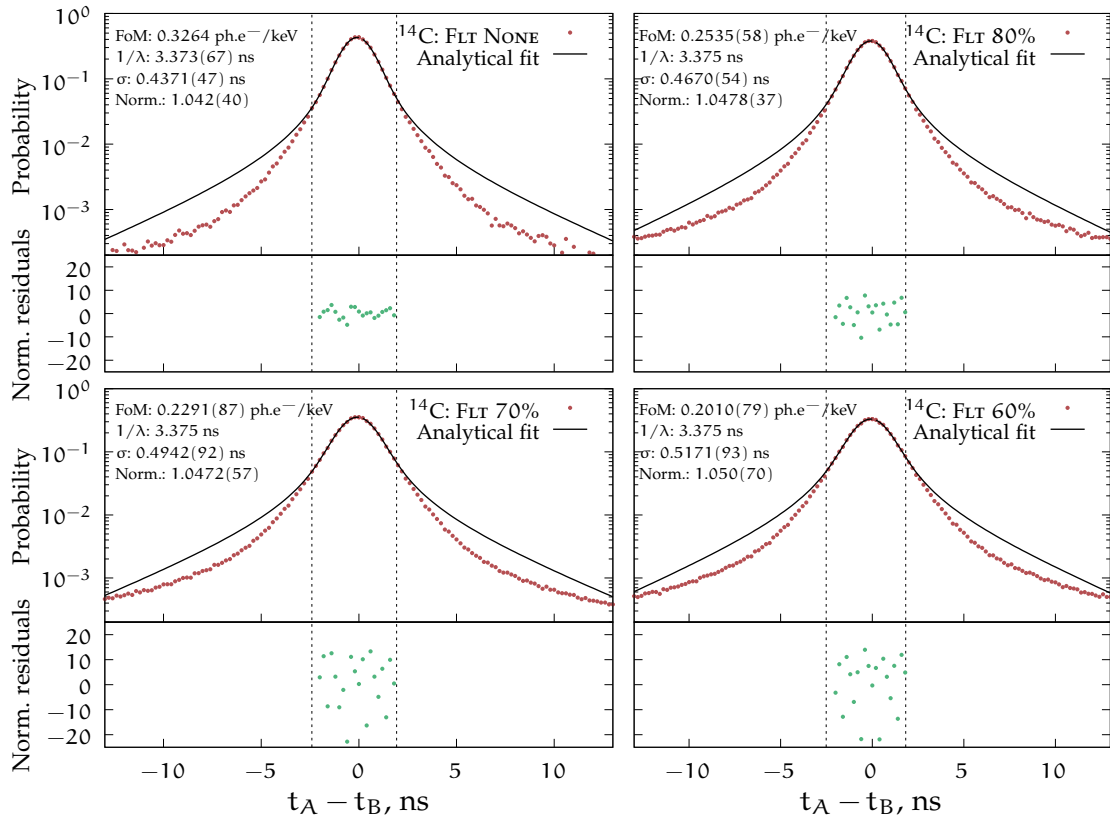 Probability
10⁰
10⁻¹
10⁻²
10⁻³
FoM: 0.3264 ph.e⁻/keV
1/λ: 3.373(67) ns
σ: 0.4371(47) ns
Norm.: 1.042(40)
¹⁴C: Flt None
Analytical fit
FoM: 0.2535(58) ph.e⁻/keV
1/λ: 3.375 ns
σ: 0.4670(54) ns
Norm.: 1.0478(37)
¹⁴C: Flt 80%
Analytical fit
Norm. residuals
20
10
0
−10
−20
Probability
10⁰
10⁻¹
10⁻²
10⁻³
FoM: 0.2291(87) ph.e⁻/keV
1/λ: 3.375 ns
σ: 0.4942(92) ns
Norm.: 1.0472(57)
¹⁴C: Flt 70%
Analytical fit
FoM: 0.2010(79) ph.e⁻/keV
1/λ: 3.375 ns
σ: 0.5171(93) ns
Norm.: 1.050(70)
¹⁴C: Flt 60%
Analytical fit
Norm. residuals
20
10
0
−10
−20
−10 −5 0 5 10
−10 −5 0 5 10
t_A − t_B, ns
t_A − t_B, ns